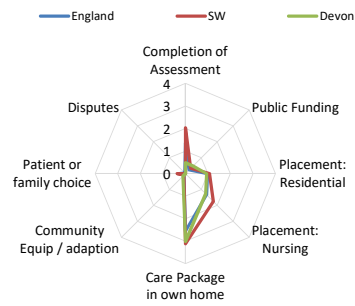 England SW Devon
Completion of
Assessment
Disputes
Public Funding
4
3
2
1
0
Patient or
family choice
Placement:
Residential
Community
Equip / adaption
Placement:
Nursing
Care Package
in own home